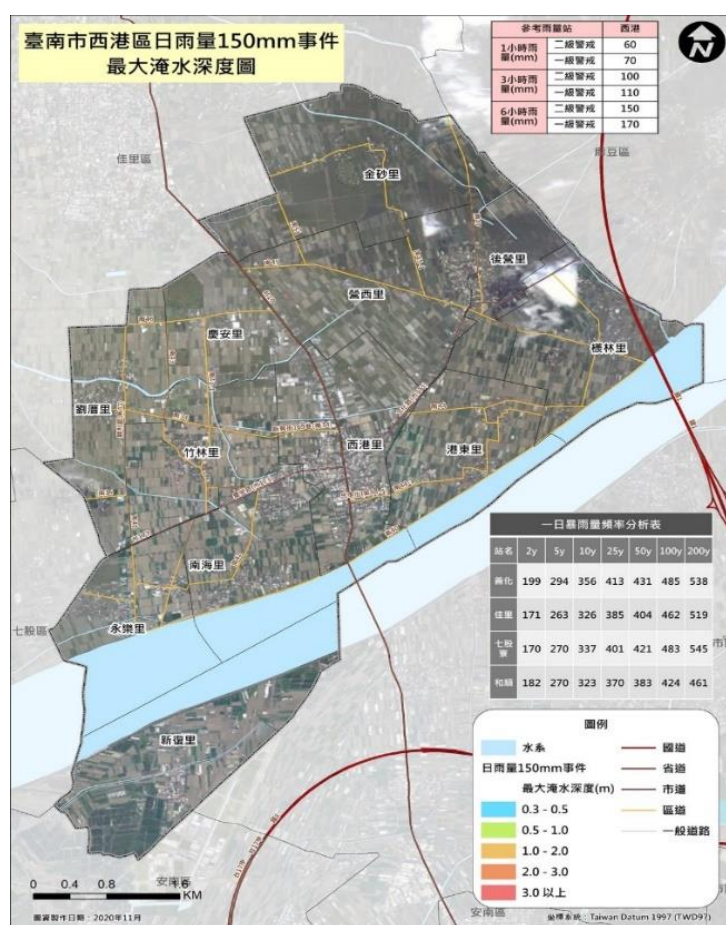 臺南市西港區日雨量150mm事件
最大淹水深度圖
參考雨量站 西港
1小時雨量(mm) 二級警戒 60
一級警戒 70
3小時雨量(mm) 二級警戒 100
一級警戒 110
6小時雨量(mm) 二級警戒 150
一級警戒 170
N
佳里區
金砂里
後營里
營西里
慶安里
檨林里
劉厝里
竹林里
西港里
港東里
南海里
七股區
永樂里
新復里
安南區
安南區
一日暴雨量頻率分析表
站名 2y 5y 10y 25y 50y 100y 200y
善化 199 294 356 413 431 485 538
佳里 171 263 326 385 404 462 519
七股寮 170 270 337 401 421 483 545
和順 182 270 323 370 383 424 461
圖例
水系
日雨量150mm事件
最大淹水深度(m)
0.3 - 0.5
0.5 - 1.0
1.0 - 2.0
2.0 - 3.0
3.0 以上
國道
省道
市道
區道
一般道路
0 0.4 0.8 1.6
KM
圖資製作日期：2020年11月
坐標系統：Taiwan Datum 1997 (TWD97)